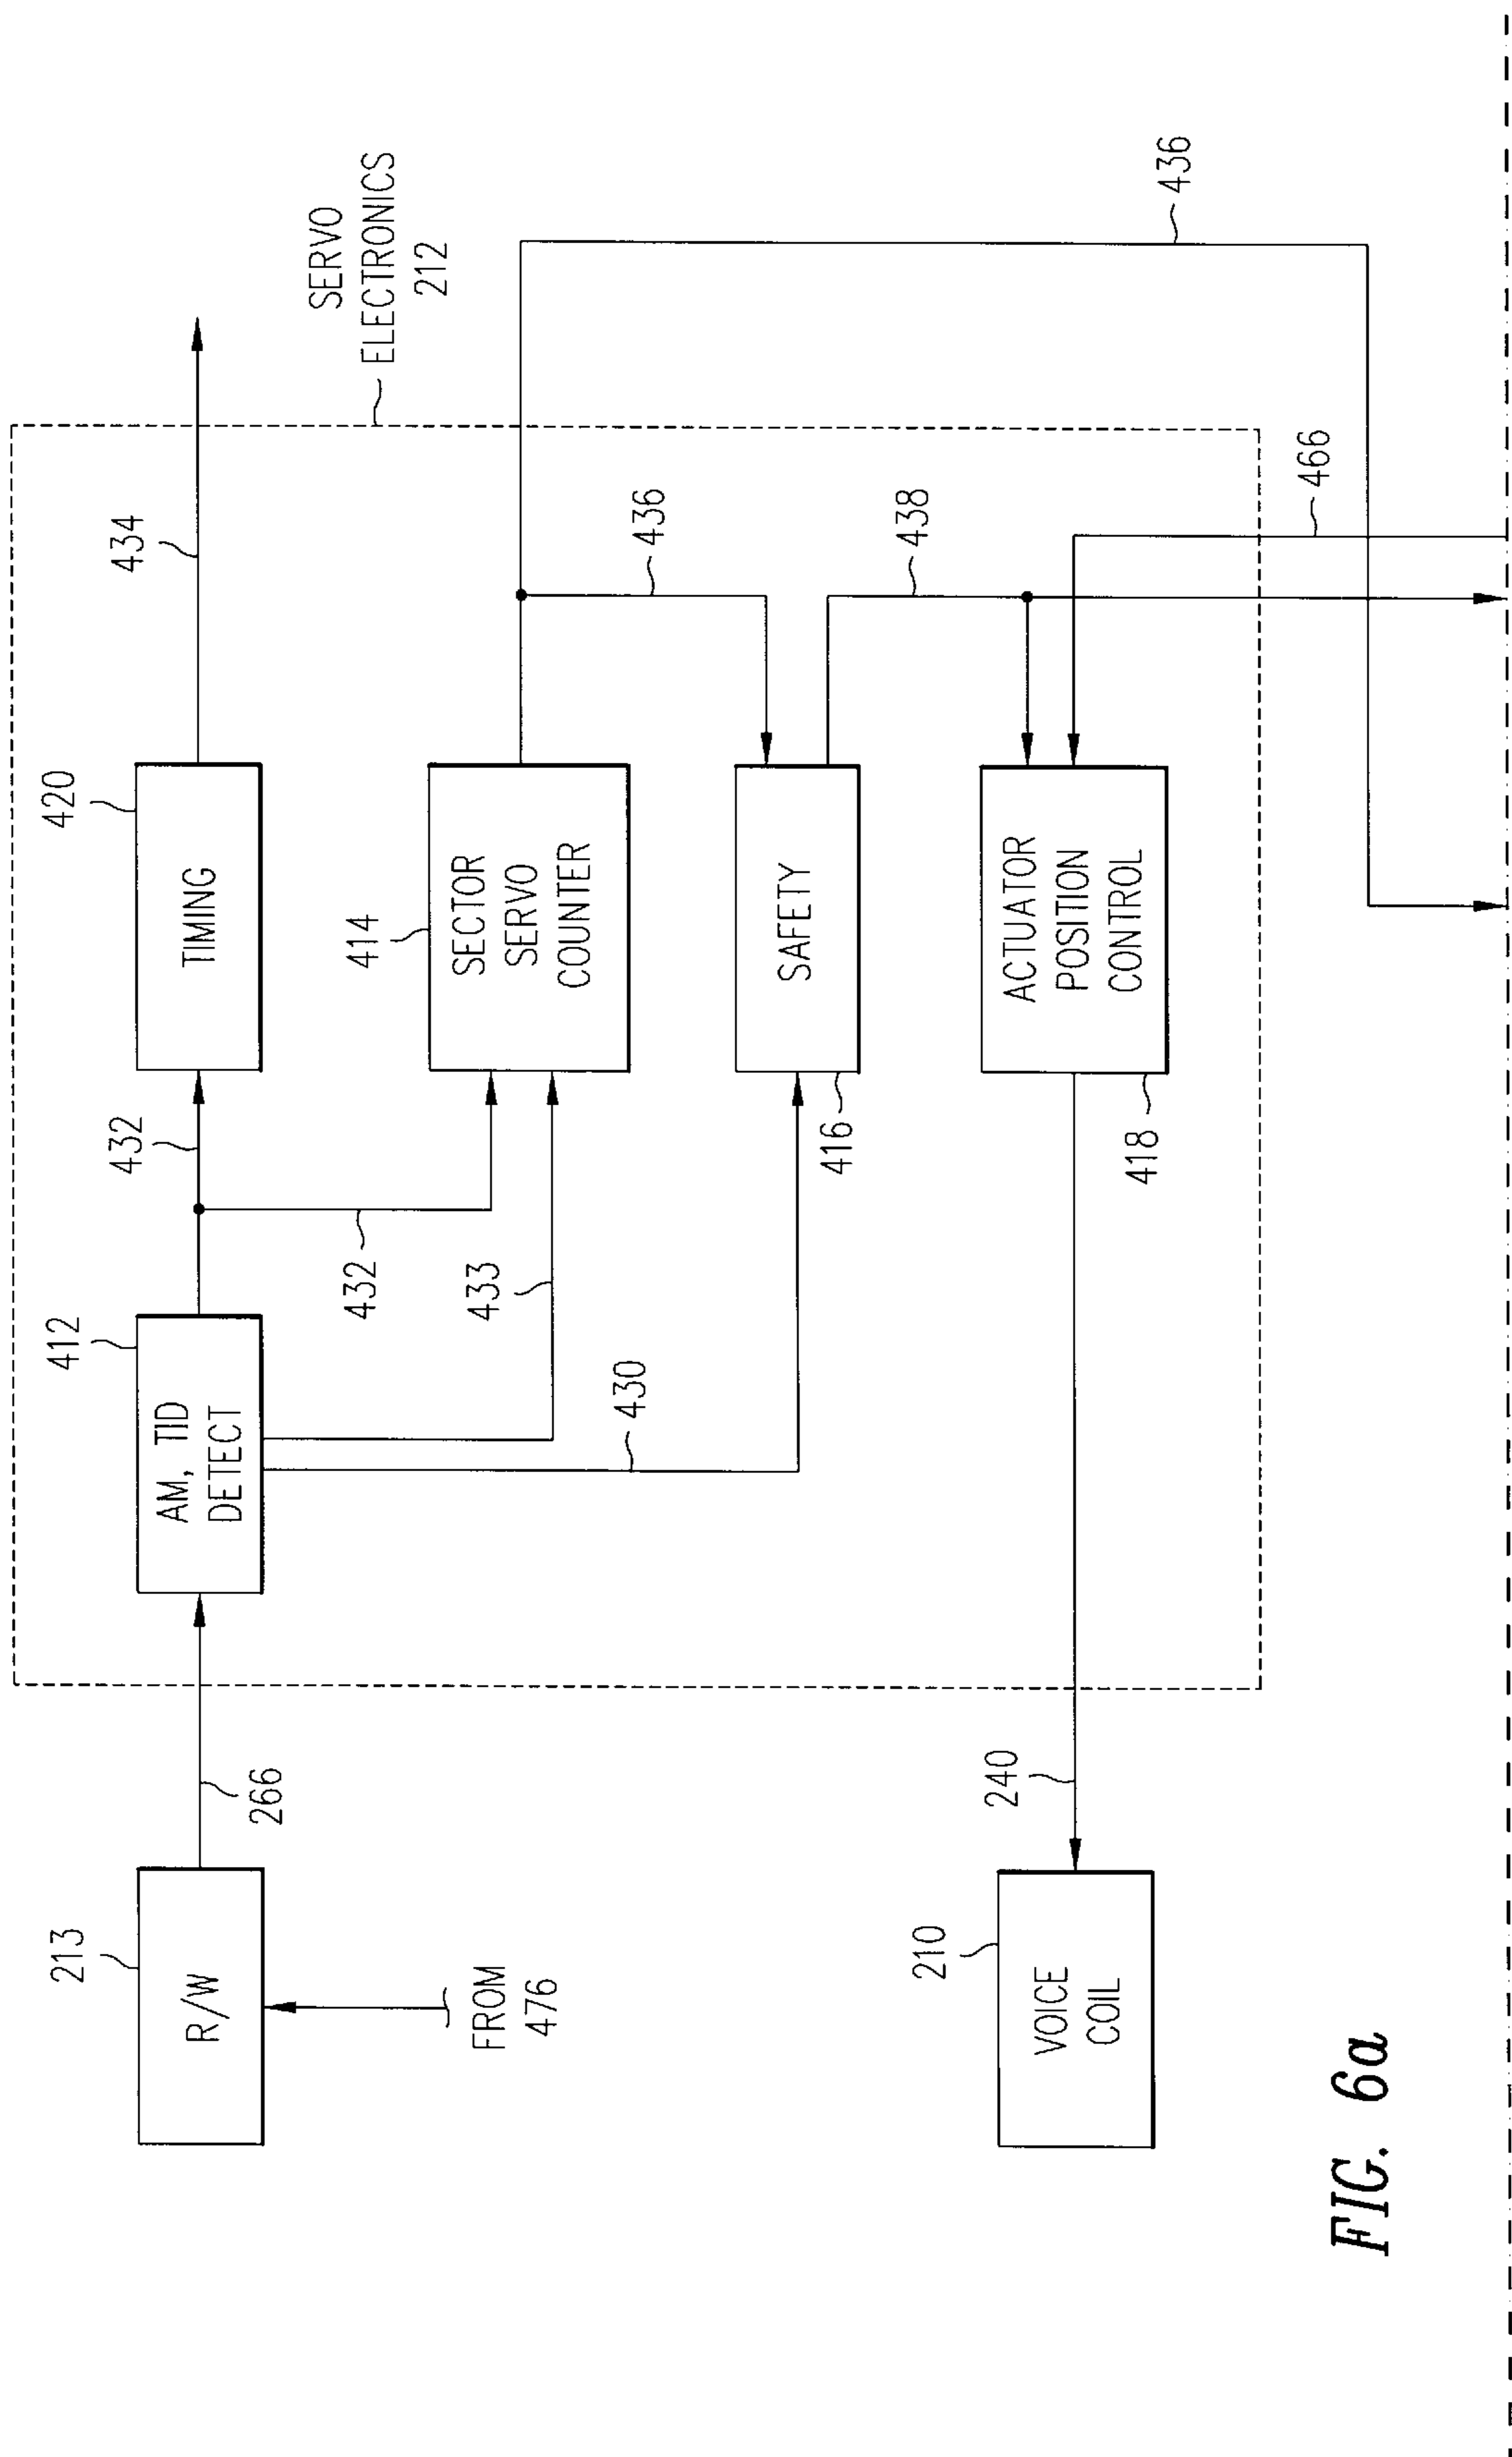 213
R/W
266
FROM
476
412
AM, TID
DETECT
432
432
433
430
420
TIMING
434
SERVO
ELECTRONICS
212
414
SECTOR
SERVO
COUNTER
436
436
SAFETY
416
438
ACTUATOR
POSITION
CONTROL
418
466
240
210
VOICE
COIL
FIG. 6a